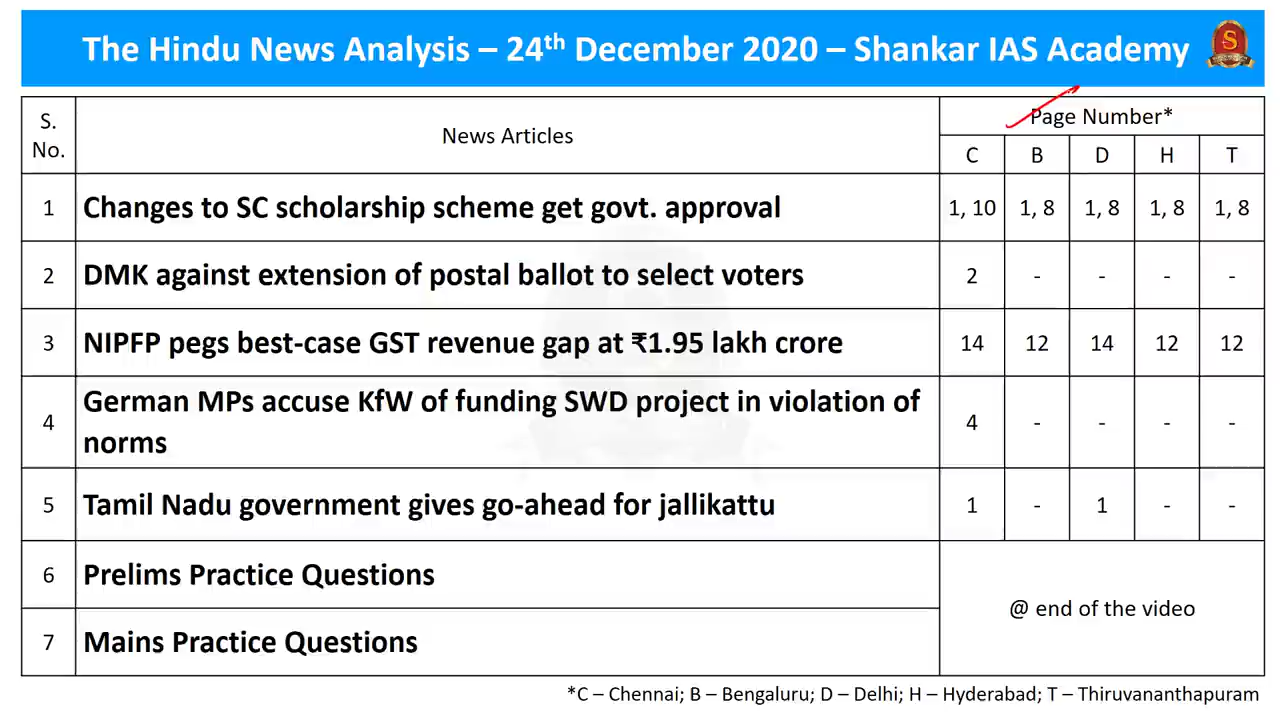 The Hindu News Analysis – 24th December 2020 – Shankar IAS Academy
S. No. News Articles Page Number*
C B D H T
1 Changes to SC scholarship scheme get govt. approval 1, 10 1, 8 1, 8 1, 8 1, 8
2 DMK against extension of postal ballot to select voters 2 - - - -
3 NIPFP pegs best-case GST revenue gap at ₹1.95 lakh crore 14 12 14 12 12
4 German MPs accuse KfW of funding SWD project in violation of
norms 4 - - - -
5 Tamil Nadu government gives go-ahead for jallikattu 1 - 1 - -
6 Prelims Practice Questions
@ end of the video
7 Mains Practice Questions
*C – Chennai; B – Bengaluru; D – Delhi; H – Hyderabad; T – Thiruvananthapuram